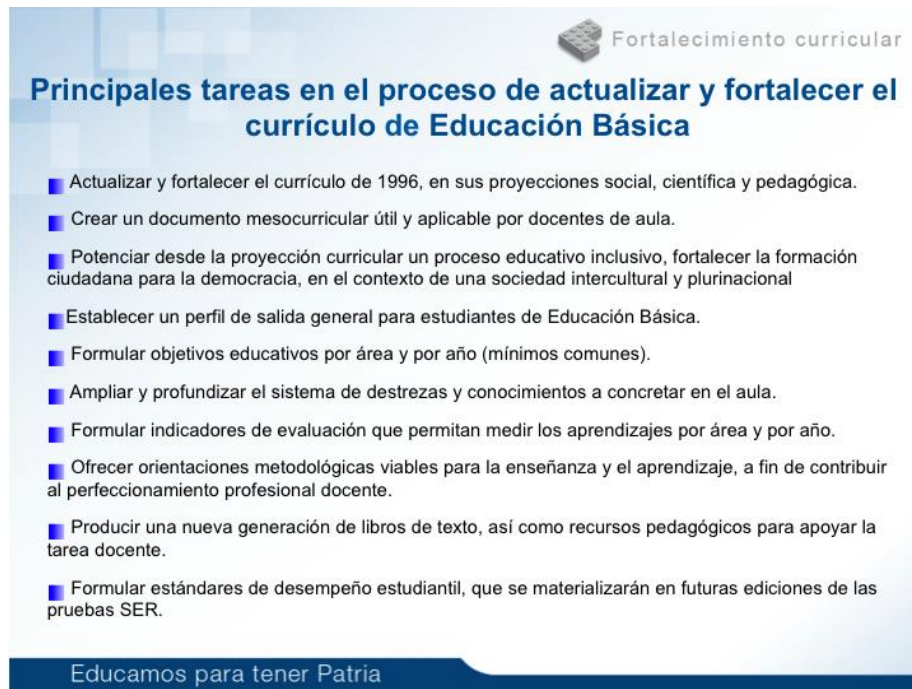 Fortalecimiento curricular
Principales tareas en el proceso de actualizar y fortalecer el
currículo de Educación Básica
Actualizar y fortalecer el currículo de 1996, en sus proyecciones social, científica y pedagógica.
Crear un documento mesocurricular útil y aplicable por docentes de aula.
Potenciar desde la proyección curricular un proceso educativo inclusivo, fortalecer la formación
ciudadana para la democracia, en el contexto de una sociedad intercultural y plurinacional
Establecer un perfil de salida general para estudiantes de Educación Básica.
Formular objetivos educativos por área y por año (mínimos comunes).
Ampliar y profundizar el sistema de destrezas y conocimientos a concretar en el aula.
Formular indicadores de evaluación que permitan medir los aprendizajes por área y por año.
Ofrecer orientaciones metodológicas viables para la enseñanza y el aprendizaje, a fin de contribuir
al perfeccionamiento profesional docente.
Producir una nueva generación de libros de texto, así como recursos pedagógicos para apoyar la
tarea docente.
Formular estándares de desempeño estudiantil, que se materializarán en futuras ediciones de las
pruebas SER.
Educamos para tener Patria